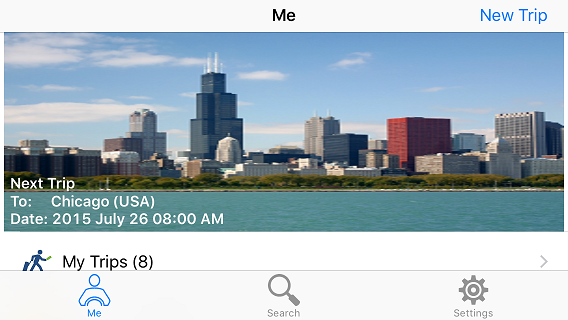 Me
New Trip
Next Trip
To: Chicago (USA)
Date: 2015 July 26 08:00 AM
My Trips (8)
Me
Search
Settings